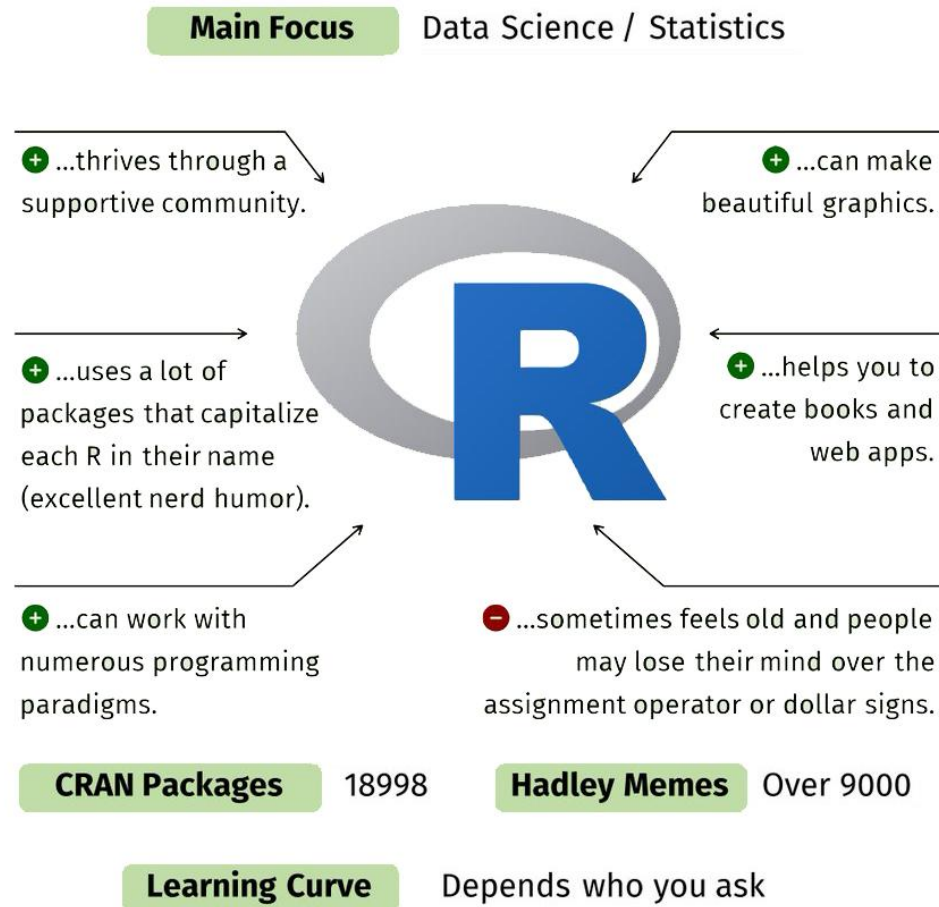 Main Focus Data Science / Statistics
+ ...thrives through a
supportive community.
+ ...can make
beautiful graphics.
R
+ ...uses a lot of
packages that capitalize
each R in their name
(excellent nerd humor).
+ ...helps you to
create books and
web apps.
+ ...can work with
numerous programming
paradigms.
− ...sometimes feels old and people
may lose their mind over the
assignment operator or dollar signs.
CRAN Packages 18998 Hadley Memes Over 9000
Learning Curve Depends who you ask